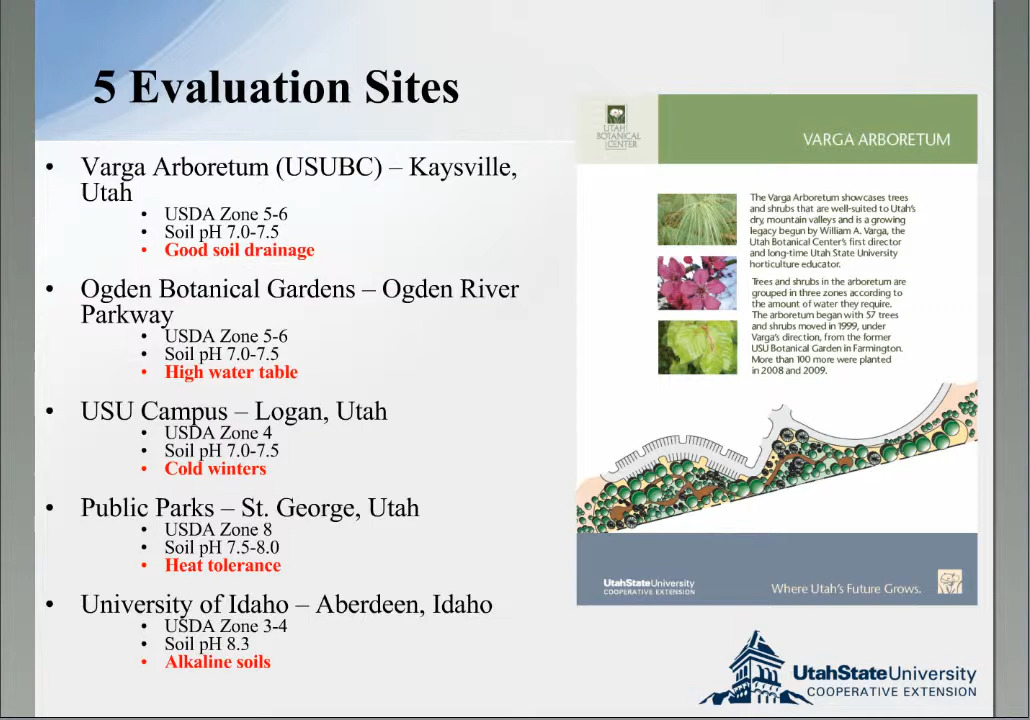 5 Evaluation Sites
• Varga Arboretum (USUBC) – Kaysville,
Utah
• USDA Zone 5-6
• Soil pH 7.0-7.5
• Good soil drainage
• Ogden Botanical Gardens – Ogden River
Parkway
• USDA Zone 5-6
• Soil pH 7.0-7.5
• High water table
• USU Campus – Logan, Utah
• USDA Zone 4
• Soil pH 7.0-7.5
• Cold winters
• Public Parks – St. George, Utah
• USDA Zone 8
• Soil pH 7.5-8.0
• Heat tolerance
• University of Idaho – Aberdeen, Idaho
• USDA Zone 3-4
• Soil pH 8.3
• Alkaline soils
UTAH
BOTANICAL
CENTER
VARGA ARBORETUM
The Varga Arboretum showcases trees
and shrubs that are well-suited to Utah's
dry, mountain valleys and is a growing
legacy begun by William A. Varga, the
Utah Botanical Center's first director
and long-time Utah State University
horticulture educator.
Trees and shrubs in the arboretum are
grouped in three zones according to
the amount of water they require.
The arboretum began with 57 trees
and shrubs moved in 1999, under
Varga's direction, from the former
USU Botanical Garden in Farmington.
More than 100 more were planted
in 2008 and 2009.
UtahStateUniversity
COOPERATIVE EXTENSION
Where Utah's Future Grows.
UtahStateUniversity
COOPERATIVE EXTENSION